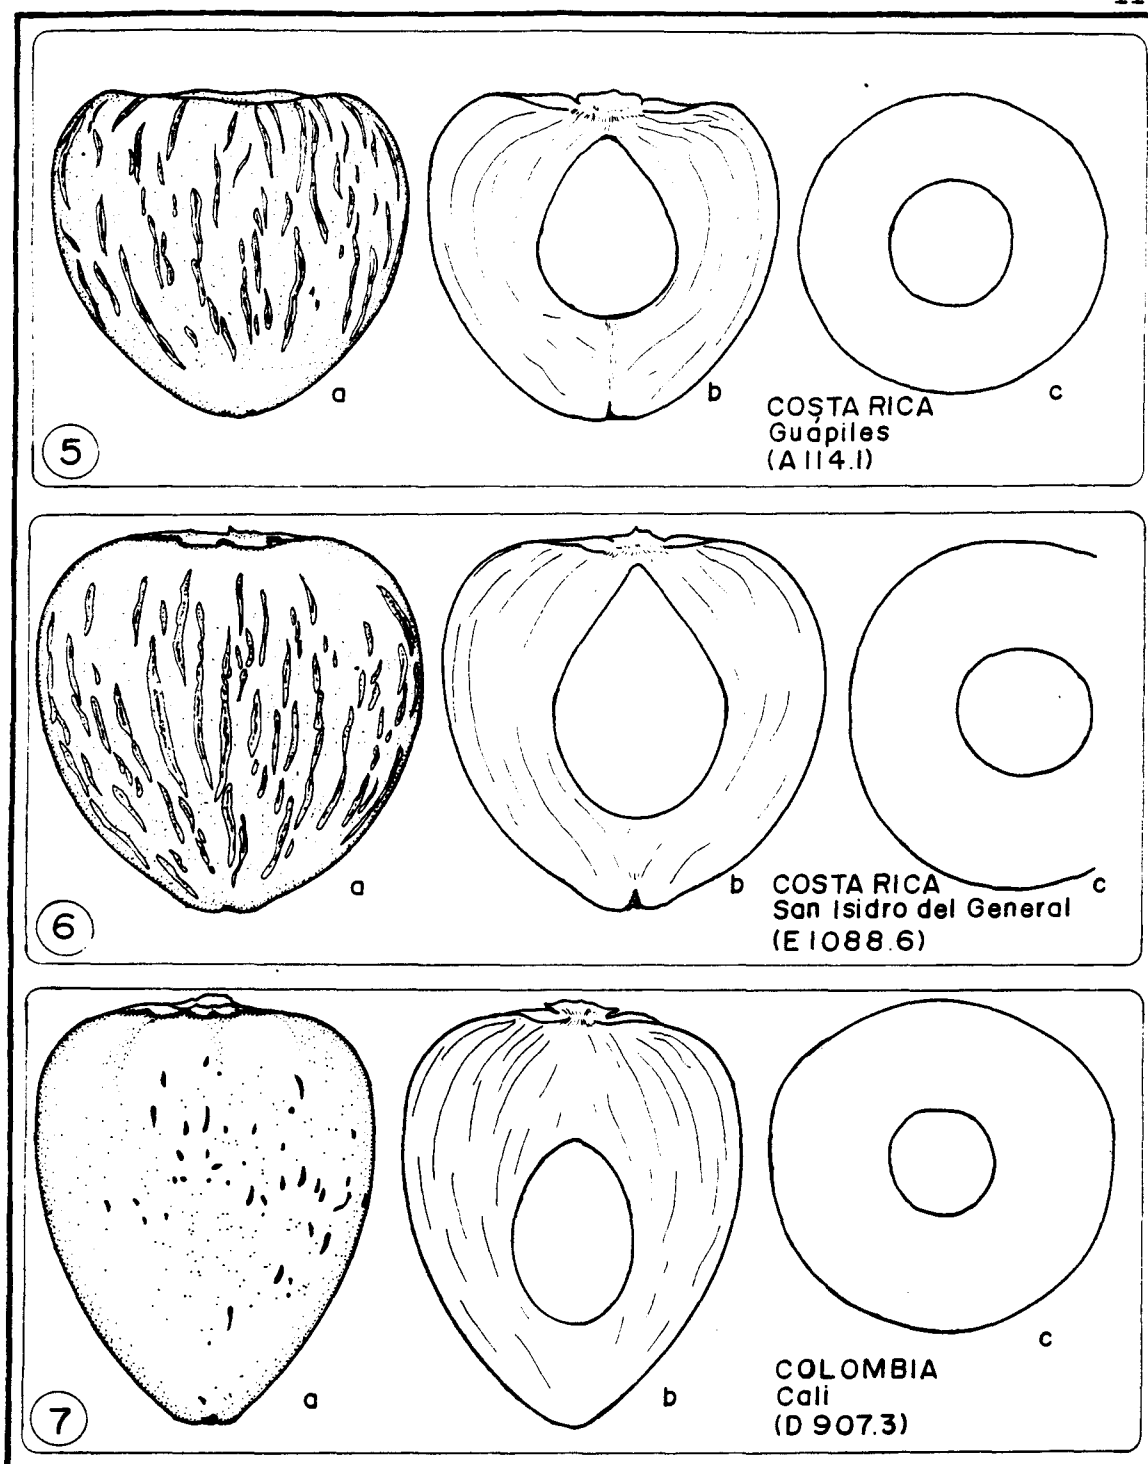 a
b
c
COSTA RICA
Guápiles
(A 114.1)
5
a
b
c
COSTA RICA
San Isidro del General
(E 1088.6)
6
a
b
c
COLOMBIA
Cali
(D 907.3)
7